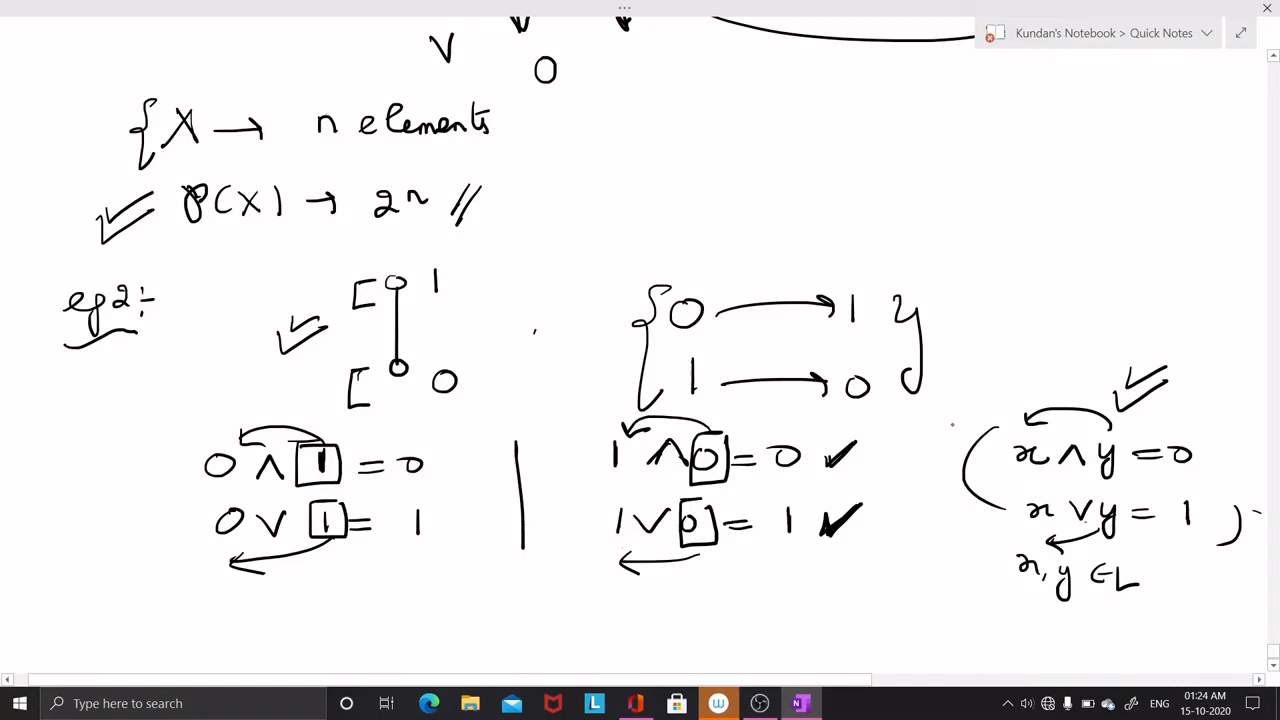 Kundan's Notebook > Quick Notes
V
0
{ X → n elements
P(X) → 2n //
eg 2 :-
[ 1
[ 0
{ 0 → 1 }
1 → 0
0 ∧ 1 = 0
0 ∨ 1 = 1
1 ∧ 0 = 0 ✓
1 ∨ 0 = 1 ✓
x ∧ y = 0
x ∨ y = 1 )
x, y ∈ L
Type here to search
L
W
ENG
01:24 AM
15-10-2020